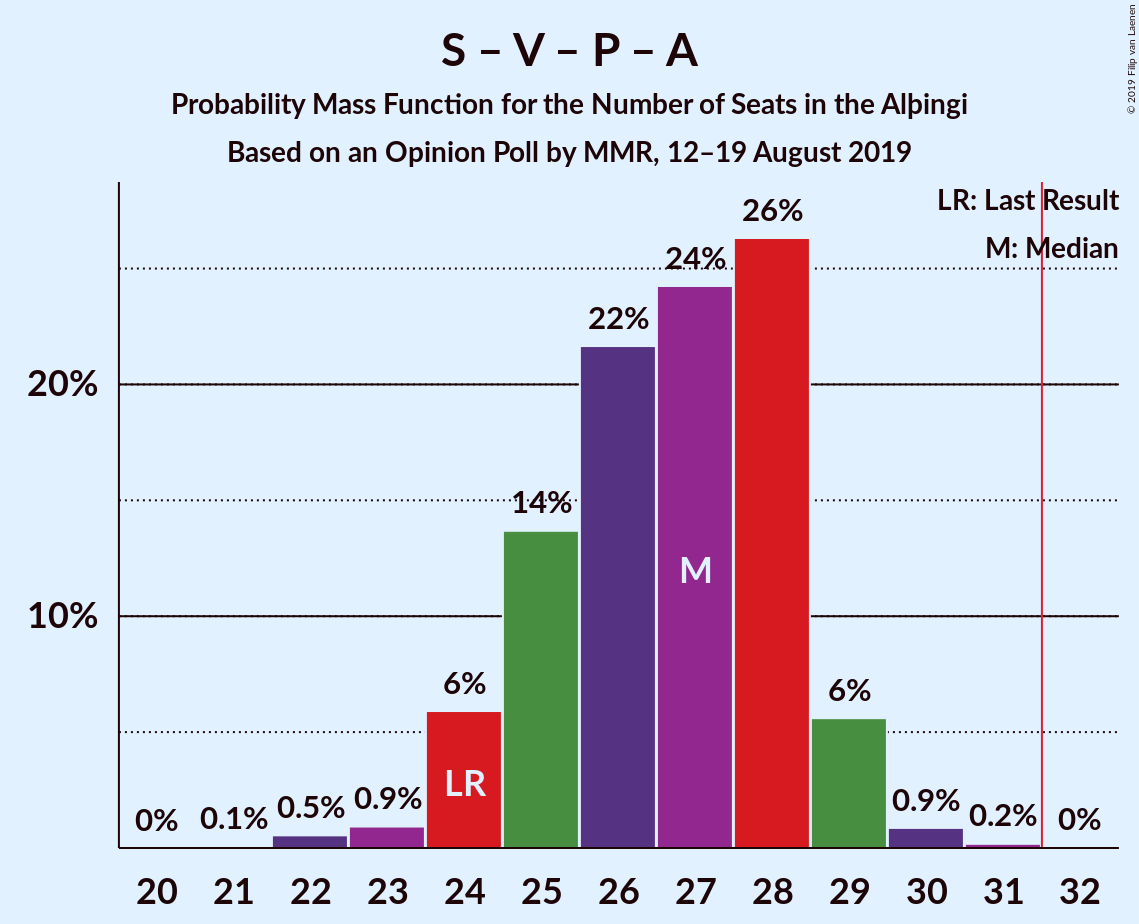 S – V – P – A
Probability Mass Function for the Number of Seats in the Alþingi
Based on an Opinion Poll by MMR, 12–19 August 2019
© 2019 Filip van Laenen
LR: Last Result
M: Median
20%
10%
0%
0.1%
0.5%
0.9%
6%
14%
22%
24%
26%
6%
0.9%
0.2%
0%
LR
M
20 21 22 23 24 25 26 27 28 29 30 31 32